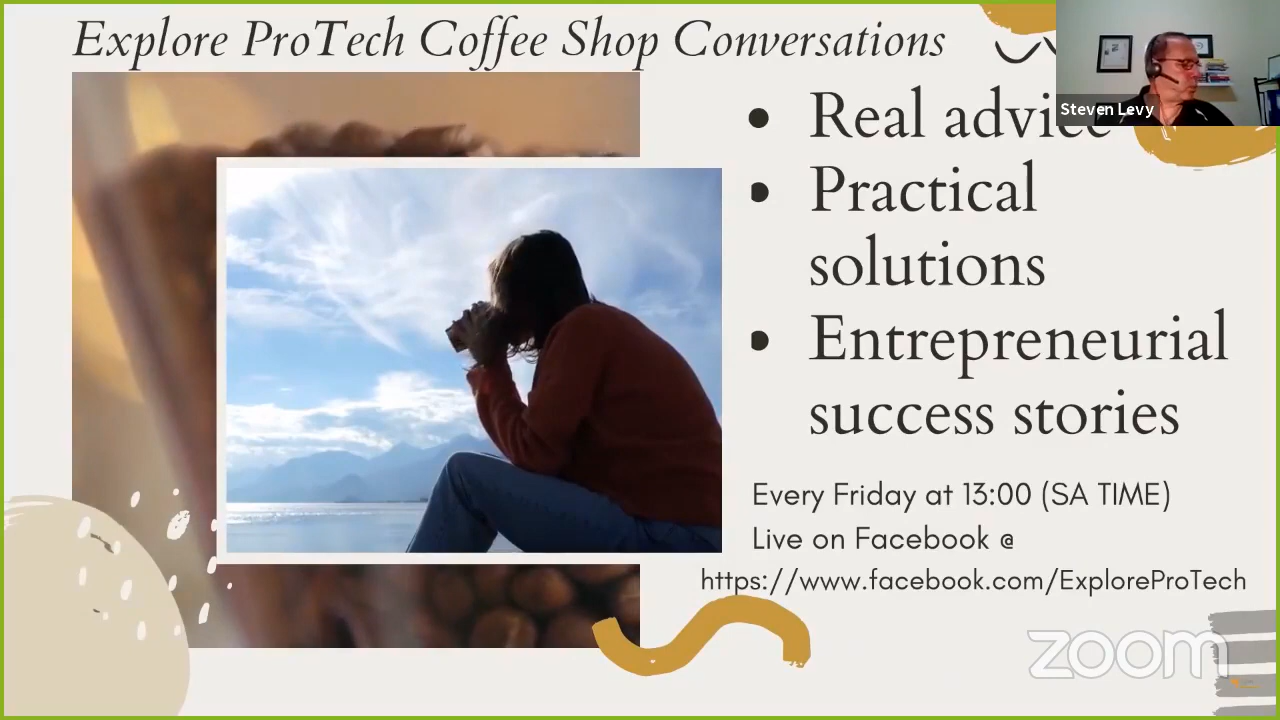 Explore ProTech Coffee Shop Conversations
Steven Levy
• Real advice
• Practical
solutions
• Entrepreneurial
success stories
Every Friday at 13:00 (SA TIME)
Live on Facebook @
https://www.facebook.com/ExploreProTech
zoom